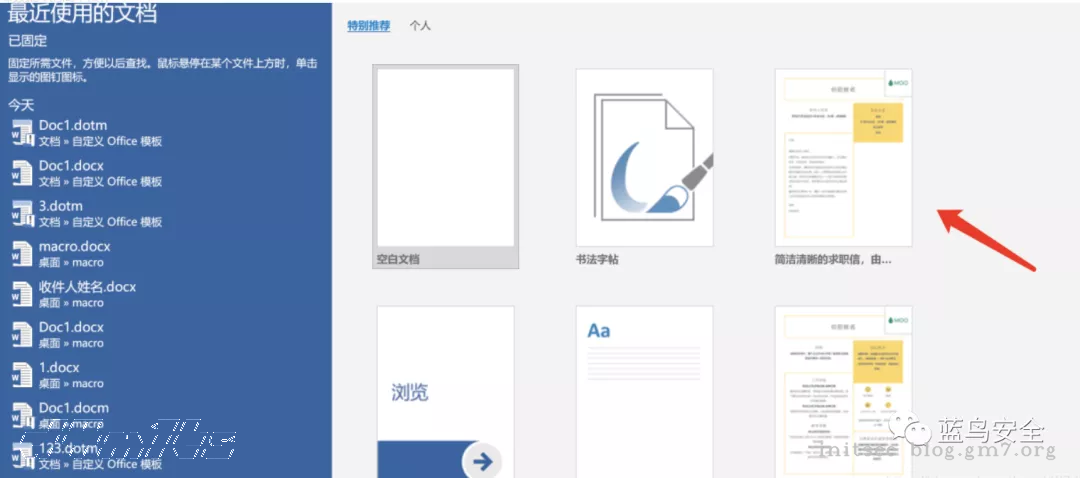 最近使用的文档
已固定
固定所需文件，方便以后查找。鼠标悬停在某个文件上方时，单击
显示的图钉图标。
今天
Doc1.dotm
文档 » 自定义 Office 模板
Doc1.docx
文档 » 自定义 Office 模板
3.dotm
文档 » 自定义 Office 模板
macro.docx
桌面 » macro
收件人姓名.docx
桌面 » macro
Doc1.docx
桌面 » macro
1.docx
桌面 » macro
Doc1.docm
桌面 » macro
123.dotm
文档 » 自定义 Office 模板
特别推荐 个人
空白文档
书法字帖
MOO
简洁清晰的求职信，由...
浏览
Aa
MOO
蓝鸟安全